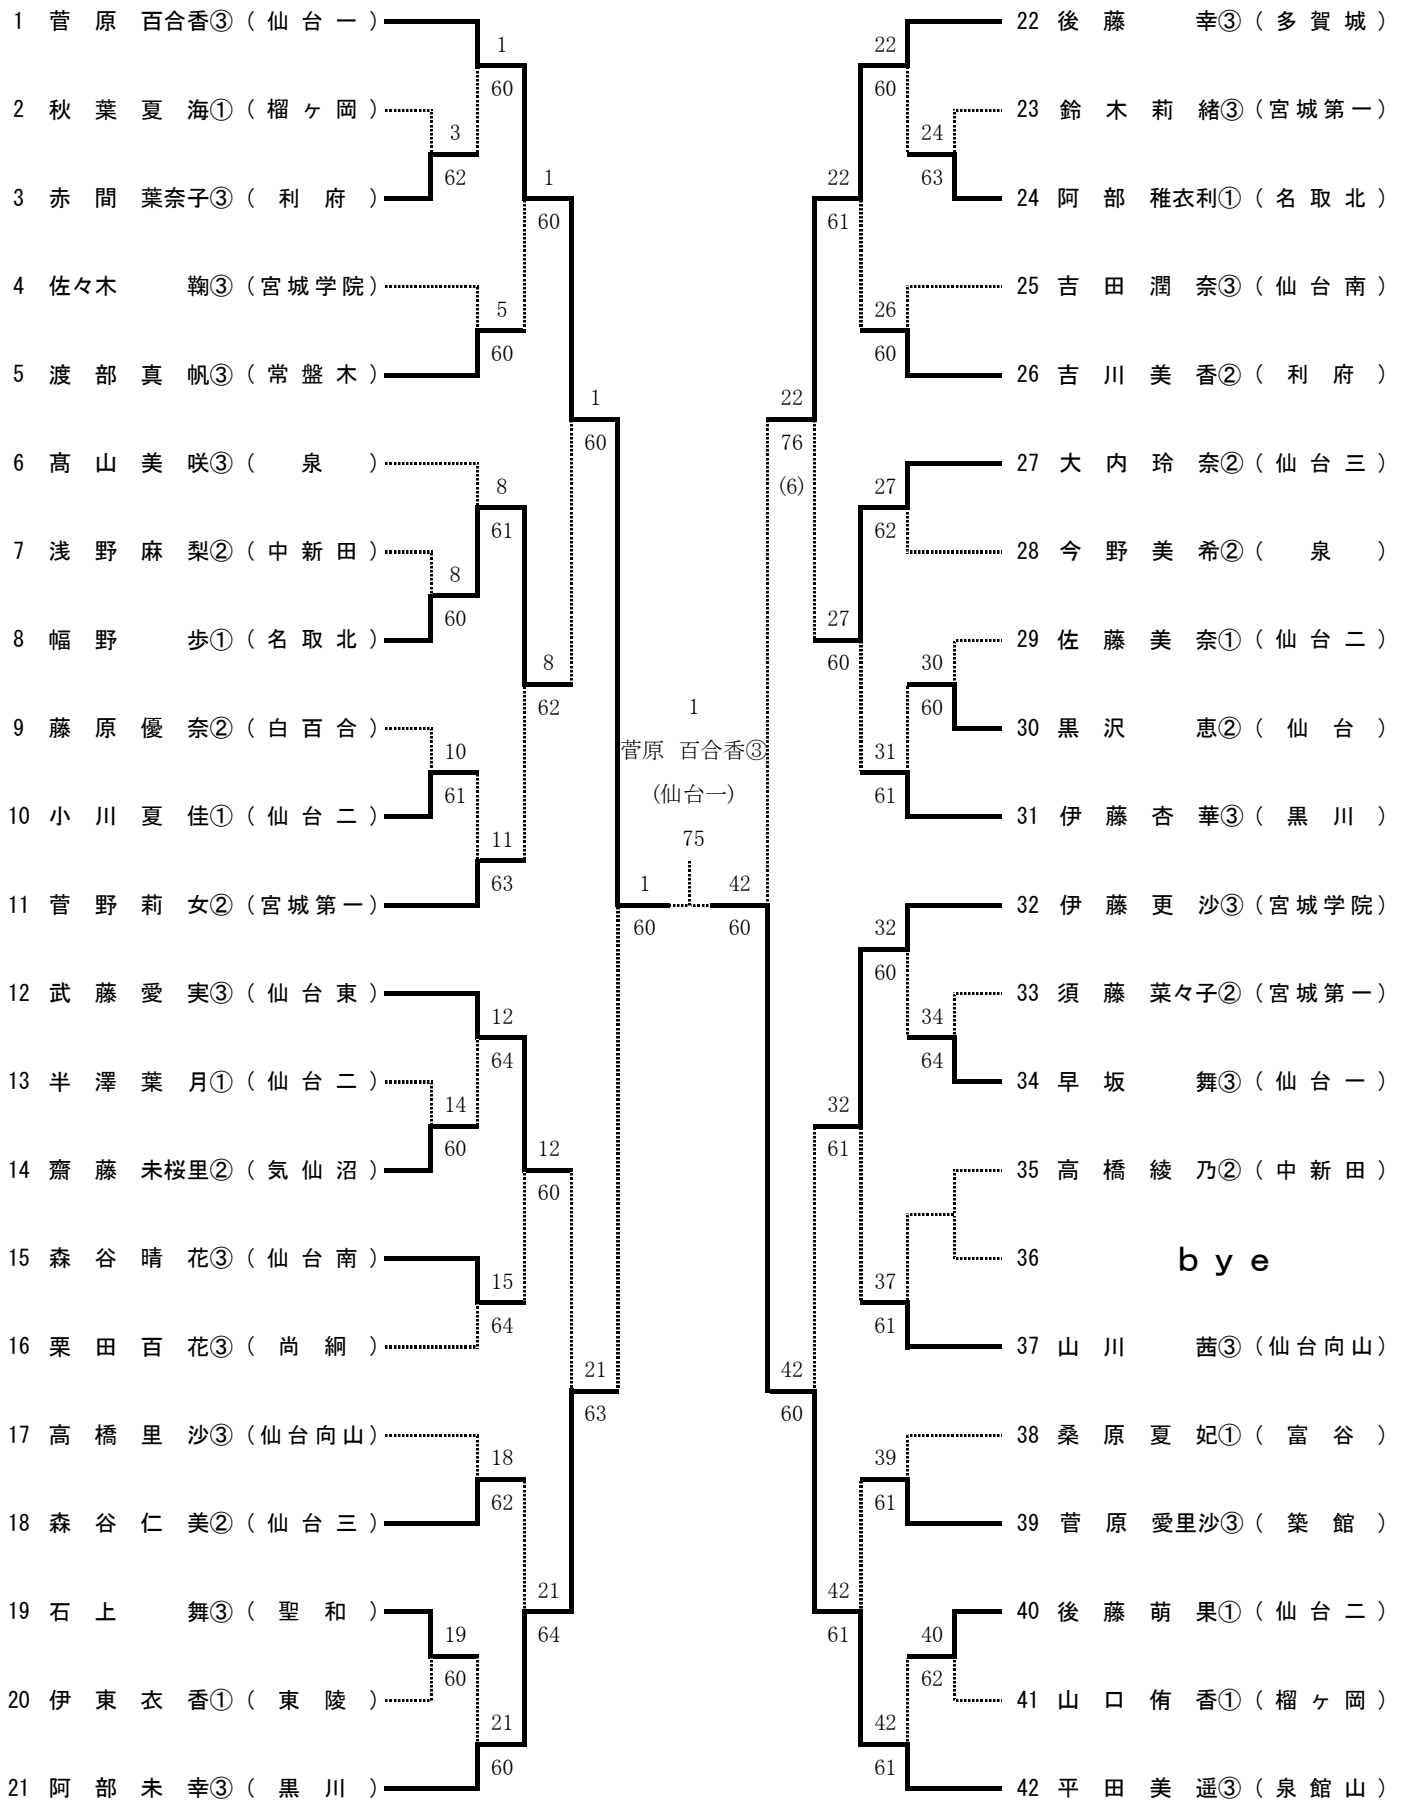 1 菅原 百合香③ (仙台一)
1
60
2 秋葉 夏海① (榴ヶ岡)
3
62
3 赤間 葉奈子③ (利府)
1
60
4 佐々木 鞠③ (宮城学院)
5
60
5 渡部 真帆③ (常盤木)
1
60
6 髙山 美咲③ (泉)
8
61
7 浅野 麻梨② (中新田)
8
60
8 幅野 歩① (名取北)
8
62
9 藤原 優奈② (白百合)
10
61
10 小川 夏佳① (仙台二)
11
63
11 菅野 莉女② (宮城第一)
1
60
12 武藤 愛実③ (仙台東)
12
64
13 半澤 葉月① (仙台二)
14
60
14 齋藤 未桜里② (気仙沼)
12
60
15 森谷 晴花③ (仙台南)
15
64
16 栗田 百花③ (尚絅)
21
63
17 高橋 里沙③ (仙台向山)
18
62
18 森谷 仁美② (仙台三)
21
64
19 石上 舞③ (聖和)
19
60
20 伊東 衣香① (東陵)
21
60
21 阿部 未幸③ (黒川)
1
菅原 百合香③
(仙台一)
75
22 後藤 幸③ (多賀城)
22
60
23 鈴木 莉緒③ (宮城第一)
24
63
24 阿部 稚衣利① (名取北)
22
61
25 吉田 潤奈③ (仙台南)
26
60
26 吉川 美香② (利府)
22
76
(6)
27 大内 玲奈② (仙台三)
27
62
28 今野 美希② (泉)
27
60
29 佐藤 美奈① (仙台二)
30
60
30 黒沢 恵② (仙台)
31
61
31 伊藤 杏華③ (黒川)
42
60
32 伊藤 更沙③ (宮城学院)
32
60
33 須藤 菜々子② (宮城第一)
34
64
34 早坂 舞③ (仙台一)
32
61
35 高橋 綾乃② (中新田)
36 bye
37
61
37 山川 茜③ (仙台向山)
42
60
38 桑原 夏妃① (富谷)
39
61
39 菅原 愛里沙③ (築館)
42
61
40 後藤 萌果① (仙台二)
40
62
41 山口 侑香① (榴ヶ岡)
42
61
42 平田 美遥③ (泉館山)